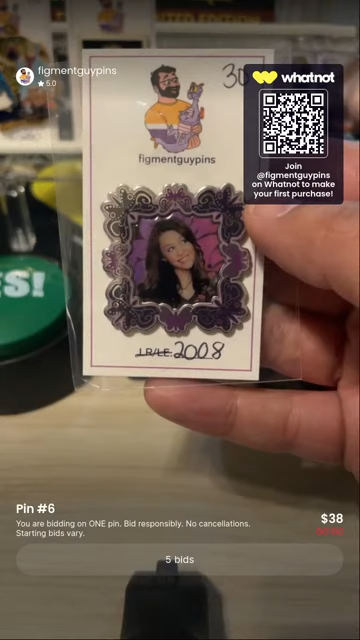 figmentguypins
★ 5.0
30
whatnot
Join
@figmentguypins
on Whatnot to make
your first purchase!
figmentguypins
LR/LE: 2008
S!
Pin #6
$38
You are bidding on ONE pin. Bid responsibly. No cancellations.
Starting bids vary.
5 bids